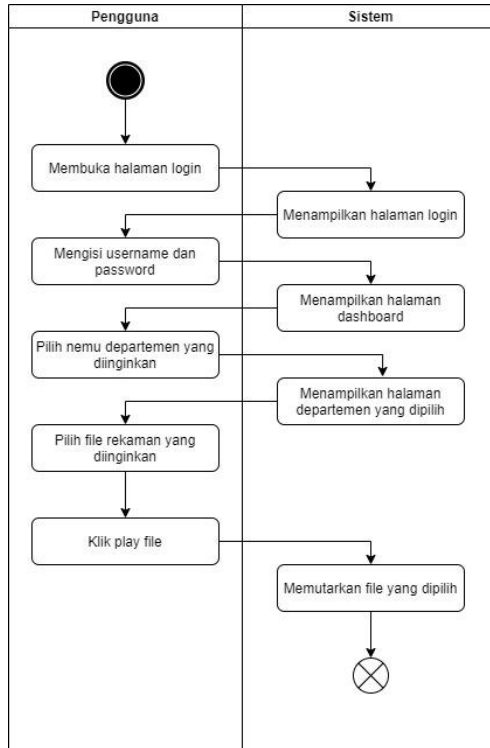 Pengguna
Sistem
Membuka halaman login
Menampilkan halaman login
Mengisi username dan
password
Menampilkan halaman
dashboard
Pilih nemu departemen yang
diinginkan
Menampilkan halaman
departemen yang dipilih
Pilih file rekaman yang
diinginkan
Klik play file
Memutarkan file yang dipilih